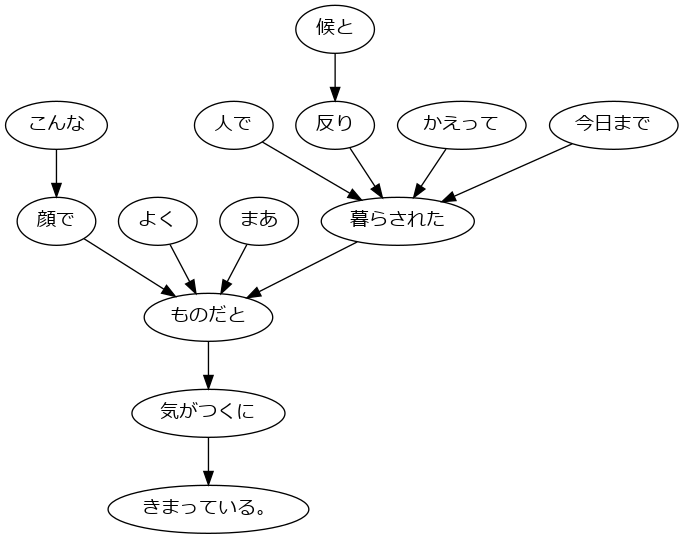 候と
こんな
人で
反り
かえって
今日まで
顔で
よく
まあ
暮らされた
ものだと
気がつくに
きまっている。